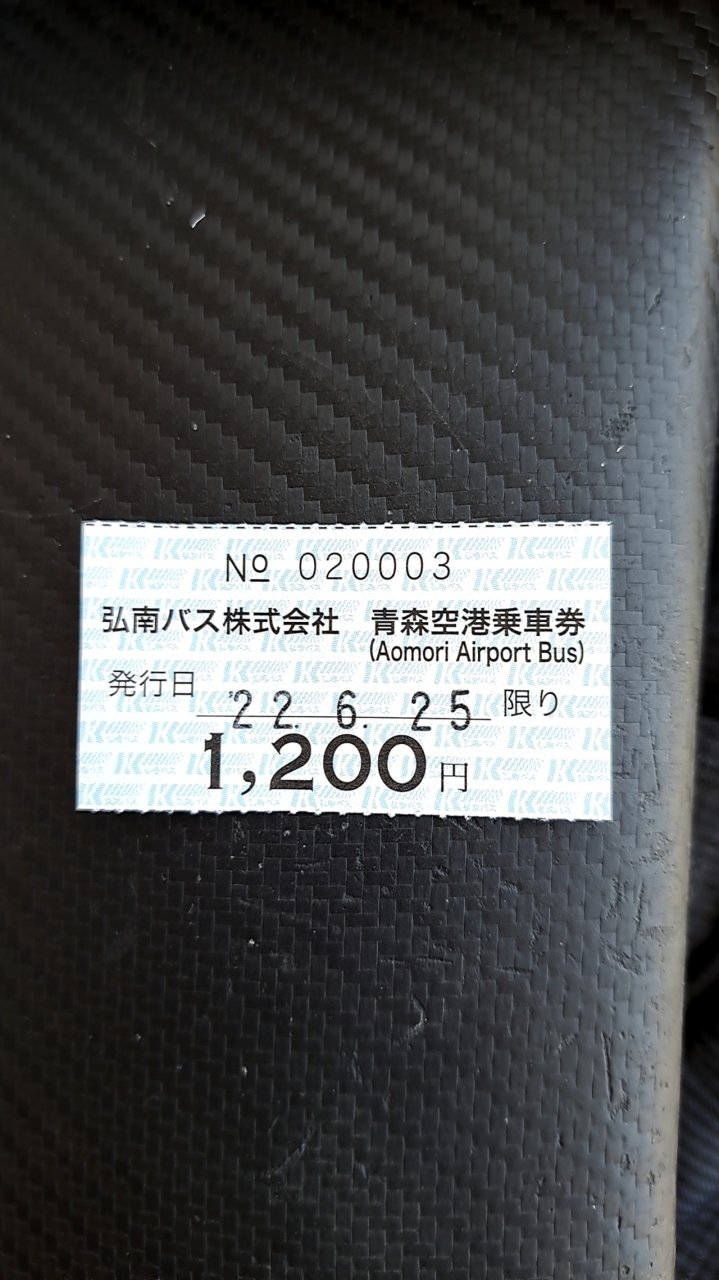 Nº 020003
弘南バス株式会社 青森空港乗車券
(Aomori Airport Bus)
発行日 '22. 6. 25 限り
1,200円